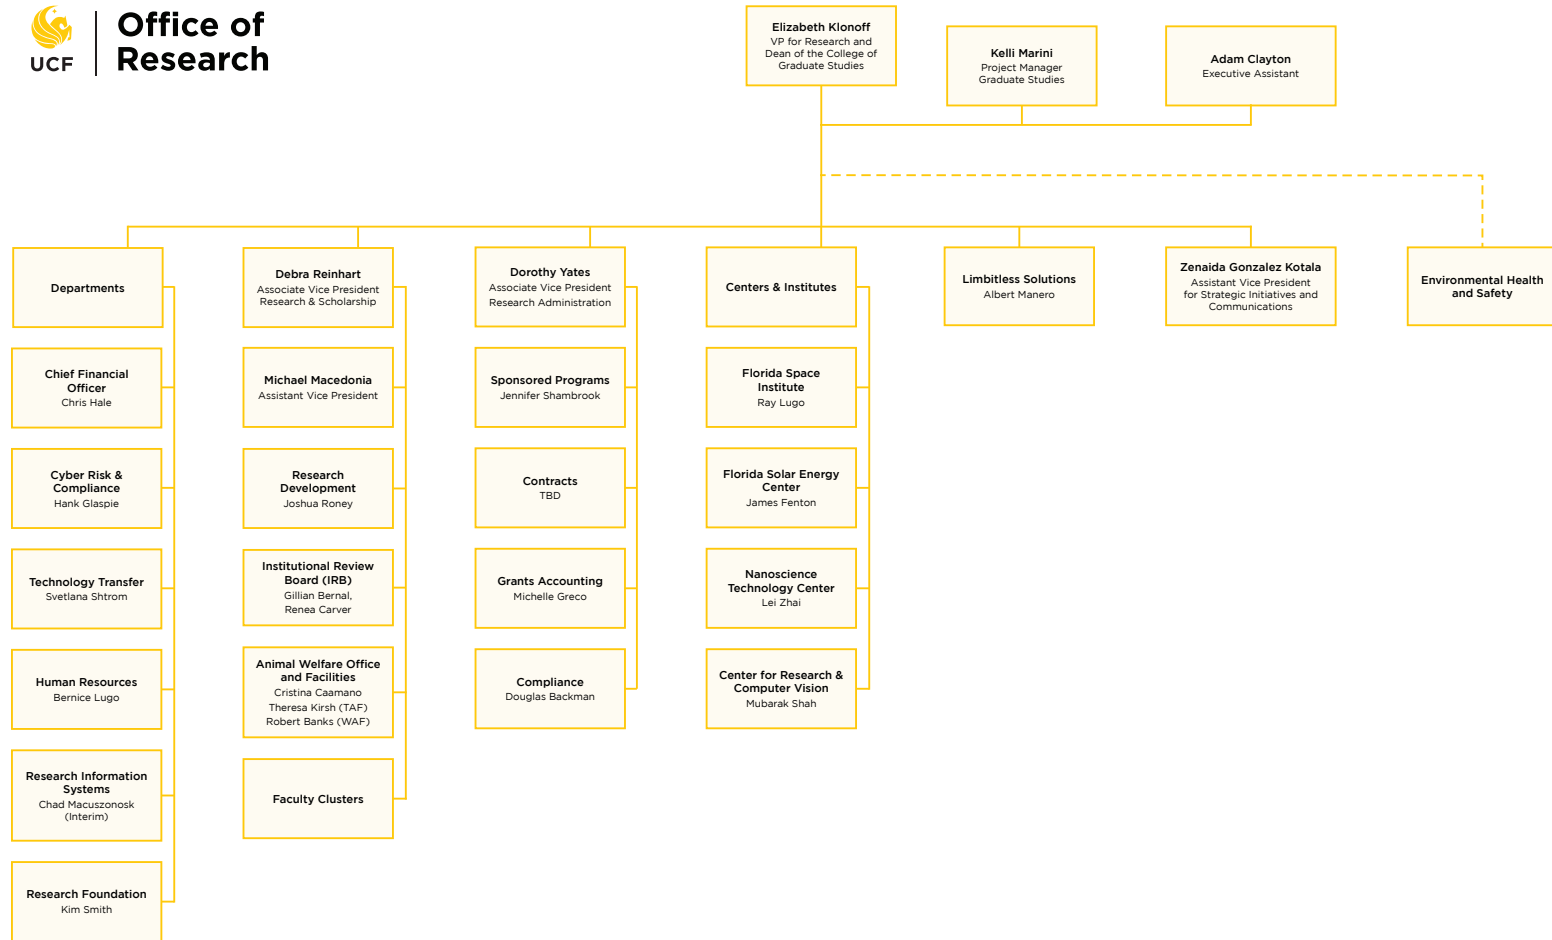 UCF
Office of
Research
Elizabeth Klonoff
VP for Research and
Dean of the College of
Graduate Studies
Kelli Marini
Project Manager
Graduate Studies
Adam Clayton
Executive Assistant
Departments
Debra Reinhart
Associate Vice President
Research & Scholarship
Dorothy Yates
Associate Vice President
Research Administration
Centers & Institutes
Limbitless Solutions
Albert Manero
Zenaida Gonzalez Kotala
Assistant Vice President
for Strategic Initiatives and
Communications
Environmental Health
and Safety
Chief Financial
Officer
Chris Hale
Michael Macedonia
Assistant Vice President
Sponsored Programs
Jennifer Shambrook
Florida Space
Institute
Ray Lugo
Cyber Risk &
Compliance
Hank Glaspie
Research
Development
Joshua Roney
Contracts
TBD
Florida Solar Energy
Center
James Fenton
Technology Transfer
Svetlana Shtrom
Institutional Review
Board (IRB)
Gillian Bernal,
Renea Carver
Grants Accounting
Michelle Greco
Nanoscience
Technology Center
Lei Zhai
Human Resources
Bernice Lugo
Animal Welfare Office
and Facilities
Cristina Caamano
Theresa Kirsh (TAF)
Robert Banks (WAF)
Compliance
Douglas Backman
Center for Research &
Computer Vision
Mubarak Shah
Research Information
Systems
Chad Macuszonosk
(Interim)
Faculty Clusters
Research Foundation
Kim Smith